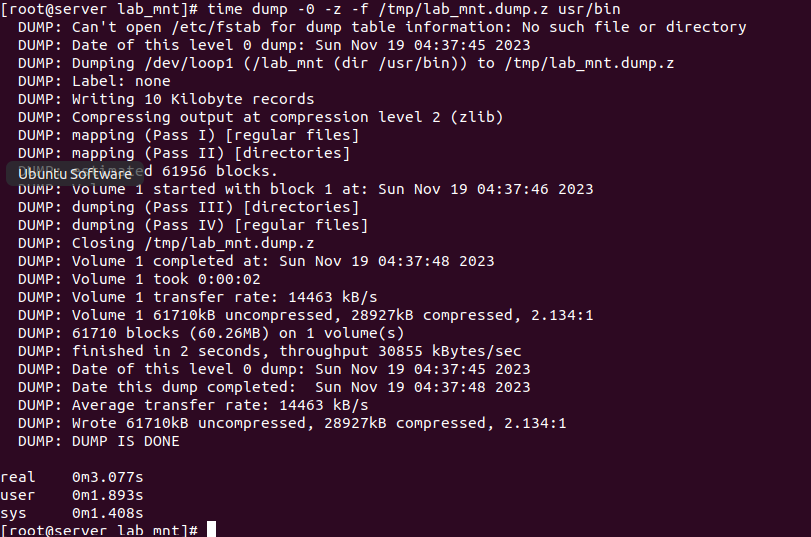 [root@server lab_mnt]# time dump -0 -z -f /tmp/lab_mnt.dump.z usr/bin
DUMP: Can't open /etc/fstab for dump table information: No such file or directory
DUMP: Date of this level 0 dump: Sun Nov 19 04:37:45 2023
DUMP: Dumping /dev/loop1 (/lab_mnt (dir /usr/bin)) to /tmp/lab_mnt.dump.z
DUMP: Label: none
DUMP: Writing 10 Kilobyte records
DUMP: Compressing output at compression level 2 (zlib)
DUMP: mapping (Pass I) [regular files]
DUMP: mapping (Pass II) [directories]
DUMP: estimated 61956 blocks.
Ubuntu Software
DUMP: Volume 1 started with block 1 at: Sun Nov 19 04:37:46 2023
DUMP: dumping (Pass III) [directories]
DUMP: dumping (Pass IV) [regular files]
DUMP: Closing /tmp/lab_mnt.dump.z
DUMP: Volume 1 completed at: Sun Nov 19 04:37:48 2023
DUMP: Volume 1 took 0:00:02
DUMP: Volume 1 transfer rate: 14463 kB/s
DUMP: Volume 1 61710kB uncompressed, 28927kB compressed, 2.134:1
DUMP: 61710 blocks (60.26MB) on 1 volume(s)
DUMP: finished in 2 seconds, throughput 30855 kBytes/sec
DUMP: Date of this level 0 dump: Sun Nov 19 04:37:45 2023
DUMP: Date this dump completed:  Sun Nov 19 04:37:48 2023
DUMP: Average transfer rate: 14463 kB/s
DUMP: Wrote 61710kB uncompressed, 28927kB compressed, 2.134:1
DUMP: DUMP IS DONE
real 0m3.077s
user 0m1.893s
sys 0m1.408s
[root@server lab_mnt]#